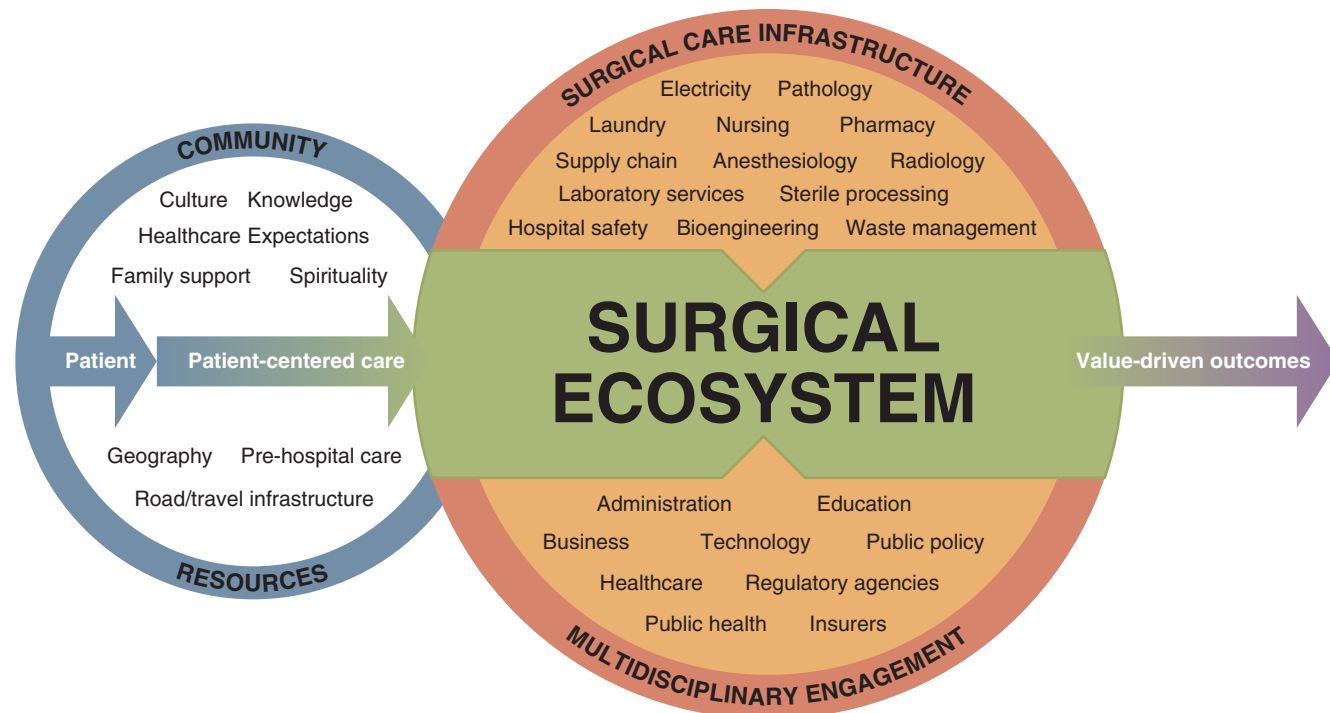 COMMUNITY
Culture Knowledge
Healthcare Expectations
Family support Spirituality
Patient
Patient-centered care
Geography Pre-hospital care
Road/travel infrastructure
RESOURCES
SURGICAL CARE INFRASTRUCTURE
Electricity Pathology
Laundry Nursing Pharmacy
Supply chain Anesthesiology Radiology
Laboratory services Sterile processing
Hospital safety Bioengineering Waste management
SURGICAL
ECOSYSTEM
Administration Education
Business Technology Public policy
Healthcare Regulatory agencies
Public health Insurers
MULTIDISCIPLINARY ENGAGEMENT
Value-driven outcomes